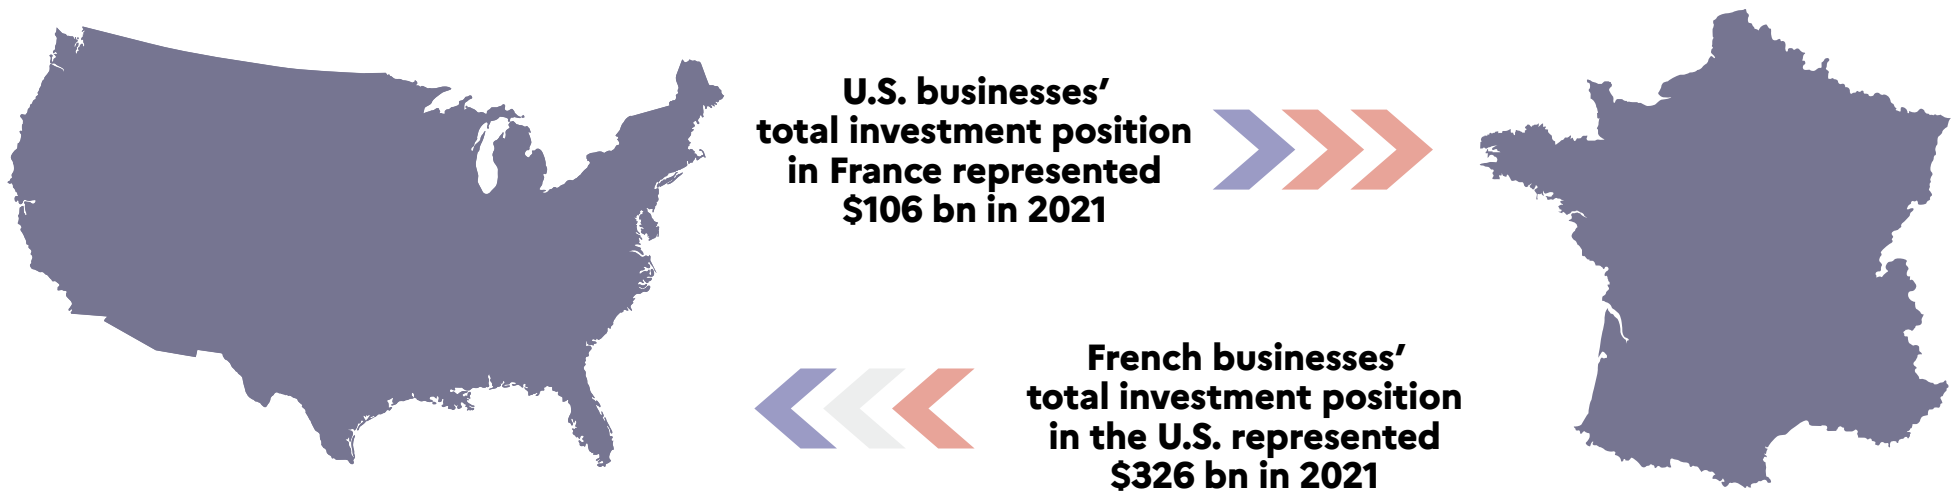 U.S. businesses’
total investment position
in France represented
$106 bn in 2021
French businesses’
total investment position
in the U.S. represented
$326 bn in 2021